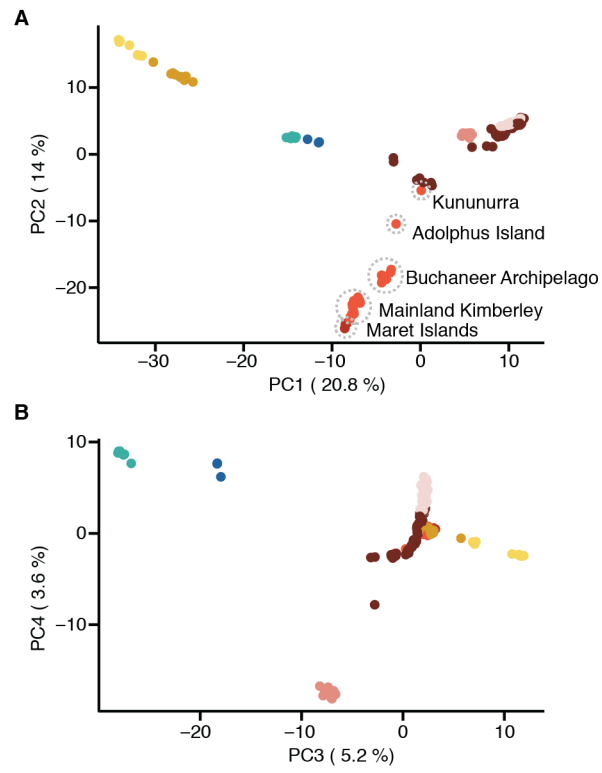 A
10
0
−10
−20
PC2 ( 14 %)
Kununurra
Adolphus Island
Buchaneer Archipelago
Mainland Kimberley
Maret Islands
−30
−20
−10
0
10
PC1 ( 20.8 %)
B
10
0
−10
PC4 ( 3.6 %)
−20
−10
0
10
PC3 ( 5.2 %)